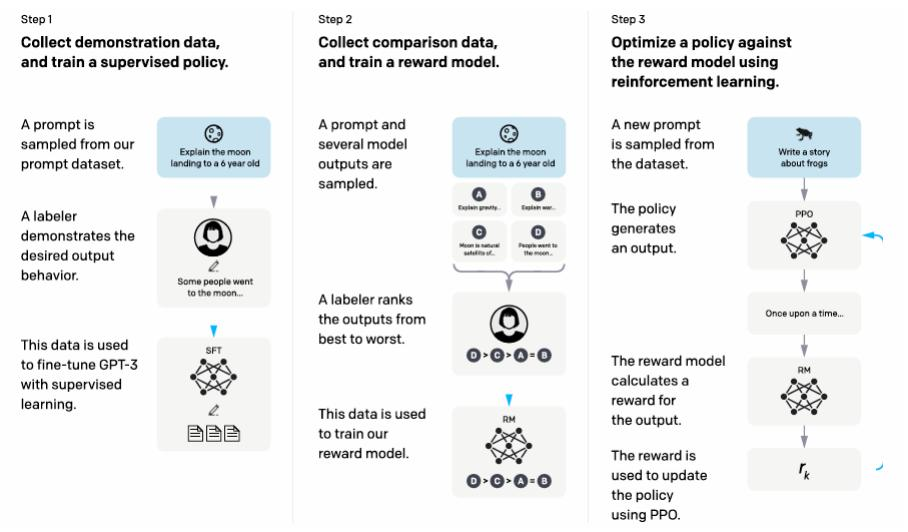 Step 1
Collect demonstration data,
and train a supervised policy.
A prompt is
sampled from our
prompt dataset.
Explain the moon
landing to a 6 year old
A labeler
demonstrates the
desired output
behavior.
Some people went
to the moon...
This data is used
to fine-tune GPT-3
with supervised
learning.
SFT
Step 2
Collect comparison data,
and train a reward model.
A prompt and
several model
outputs are
sampled.
Explain the moon
landing to a 6 year old
A
Explain gravity...
B
Explain war...
C
Moon is natural
satellite of...
D
People went to
the moon...
A labeler ranks
the outputs from
best to worst.
D > C > A = B
This data is used
to train our
reward model.
RM
D > C > A = B
Step 3
Optimize a policy against
the reward model using
reinforcement learning.
A new prompt
is sampled from
the dataset.
Write a story
about frogs
The policy
generates
an output.
PPO
Once upon a time...
The reward model
calculates a
reward for
the output.
RM
The reward is
used to update
the policy
using PPO.
rk